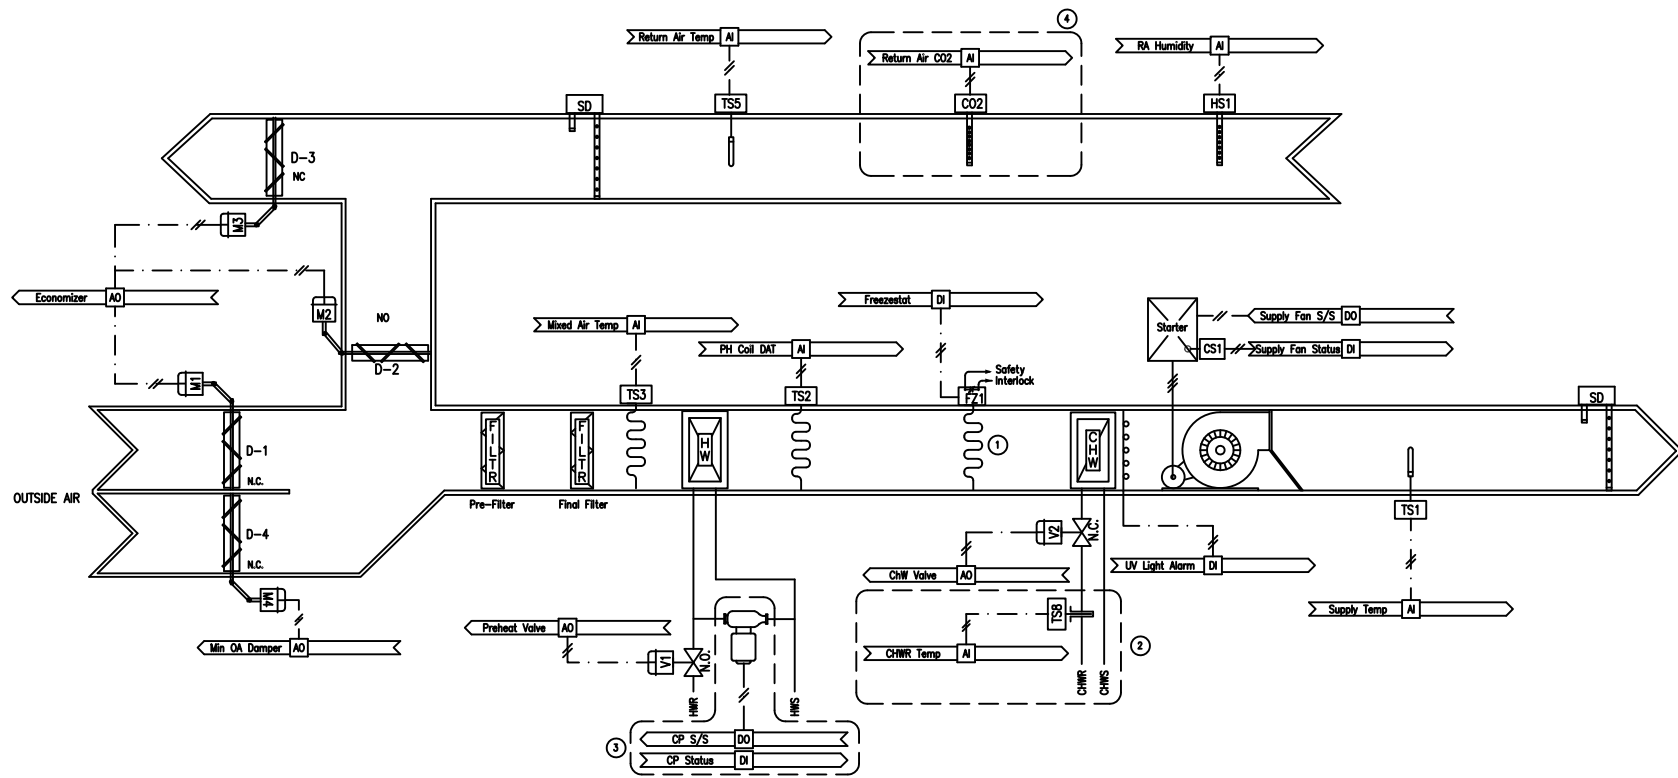 4
Return Air Temp AI
Return Air CO2 AI
RA Humidity AI
SD
TS5
CO2
HS1
D-3
NC
M3
Economizer AO
M2
NO
D-2
Mixed Air Temp AI
PH Coil DAT AI
Freezestat DI
Starter
Supply Fan S/S DO
CS1
Supply Fan Status DI
Safety
Interlock
M1
TS3
TS2
FZ1
SD
D-1
N.C.
FILTR
FILTR
HW
1
CHW
OUTSIDE AIR
Pre-Filter
Final Filter
TS1
D-4
N.C.
V2
N.C.
ChW Valve AO
UV Light Alarm DI
M4
Supply Temp AI
Min OA Damper AO
Preheat Valve AO
V1
N.O.
TS8
CHWR Temp AI
2
CHWR
CHWS
HWR
HWS
3
CP S/S DO
CP Status DI